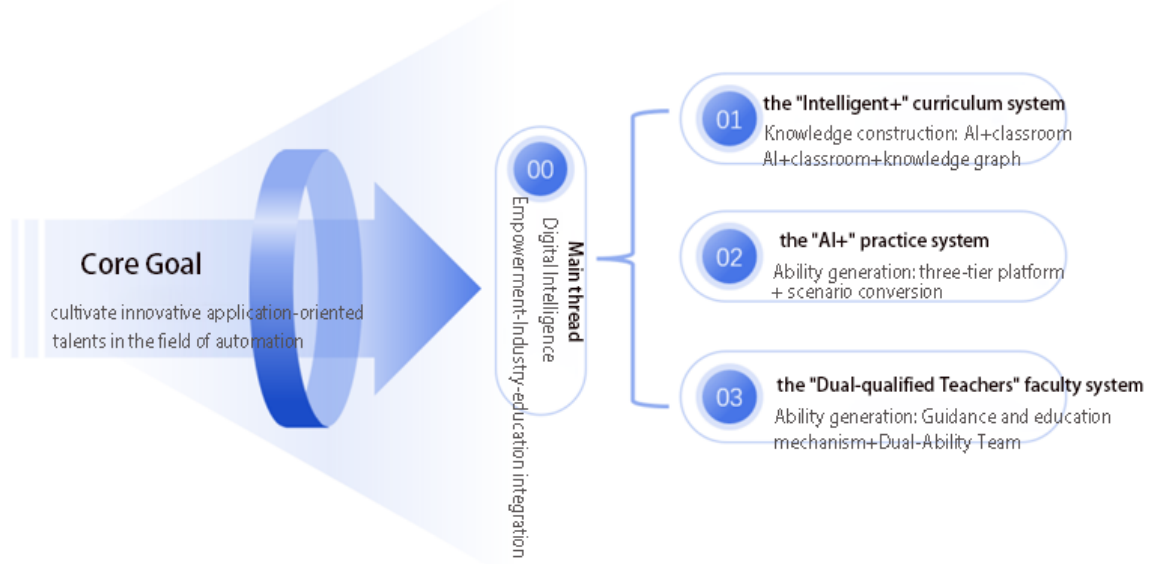 Core Goal
cultivate innovative application-oriented
talents in the field of automation
00
Main thread
Digital Intelligence
Empowerment-Industry-education integration
01
the "Intelligent+" curriculum system
Knowledge construction: AI+classroom
AI+classroom+knowledge graph
02
the "AI+" practice system
Ability generation: three-tier platform
+ scenario conversion
03
the "Dual-qualified Teachers" faculty system
Ability generation: Guidance and education
mechanism+Dual-Ability Team